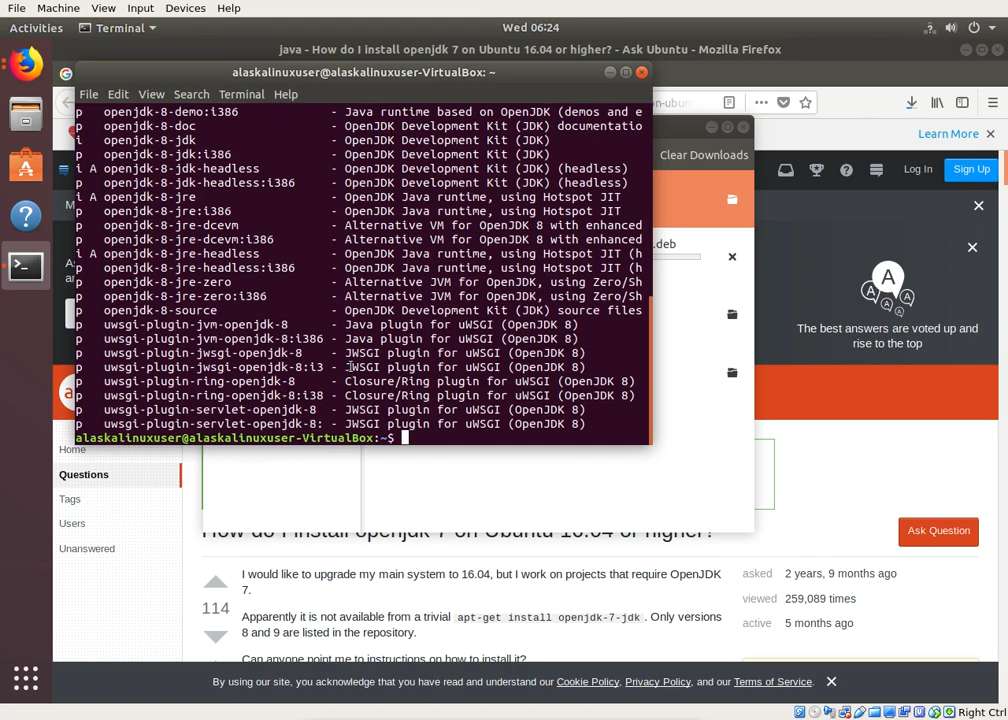 File Machine View Input Devices Help
Activities Terminal Wed 06:24
java - How do I install openjdk 7 on Ubuntu 16.04 or higher? - Ask Ubuntu - Mozilla Firefox
alaskalinuxuser@alaskalinuxuser-VirtualBox: ~
File Edit View Search Terminal Help
p openjdk-8-demo:i386 - Java runtime based on OpenJDK (demos and e
p openjdk-8-doc - OpenJDK Development Kit (JDK) documentatio
i openjdk-8-jdk - OpenJDK Development Kit (JDK)
p openjdk-8-jdk:i386 - OpenJDK Development Kit (JDK)
i A openjdk-8-jdk-headless - OpenJDK Development Kit (JDK) (headless)
p openjdk-8-jdk-headless:i386 - OpenJDK Development Kit (JDK) (headless)
i A openjdk-8-jre - OpenJDK Java runtime, using Hotspot JIT
p openjdk-8-jre:i386 - OpenJDK Java runtime, using Hotspot JIT
p openjdk-8-jre-dcevm - Alternative VM for OpenJDK 8 with enhanced
p openjdk-8-jre-dcevm:i386 - Alternative VM for OpenJDK 8 with enhanced
i A openjdk-8-jre-headless - OpenJDK Java runtime, using Hotspot JIT (h
p openjdk-8-jre-headless:i386 - OpenJDK Java runtime, using Hotspot JIT (h
p openjdk-8-jre-zero - Alternative JVM for OpenJDK, using Zero/Sh
p openjdk-8-jre-zero:i386 - Alternative JVM for OpenJDK, using Zero/Sh
p openjdk-8-source - OpenJDK Development Kit (JDK) source files
p uwsgi-plugin-jvm-openjdk-8 - Java plugin for uWSGI (OpenJDK 8)
p uwsgi-plugin-jvm-openjdk-8:i386 - Java plugin for uWSGI (OpenJDK 8)
p uwsgi-plugin-jwsgi-openjdk-8 - JWSGI plugin for uWSGI (OpenJDK 8)
p uwsgi-plugin-jwsgi-openjdk-8:i3 - JWSGI plugin for uWSGI (OpenJDK 8)
p uwsgi-plugin-ring-openjdk-8 - Closure/Ring plugin for uWSGI (OpenJDK 8)
p uwsgi-plugin-ring-openjdk-8:i38 - Closure/Ring plugin for uWSGI (OpenJDK 8)
p uwsgi-plugin-servlet-openjdk-8 - JWSGI plugin for uWSGI (OpenJDK 8)
p uwsgi-plugin-servlet-openjdk-8: - JWSGI plugin for uWSGI (OpenJDK 8)
alaskalinuxuser@alaskalinuxuser-VirtualBox:~$
on-ubun
Learn More
Clear Downloads
Log In
Sign Up
.deb
The best answers are voted up and
rise to the top
Home
Questions
Tags
Users
Unanswered
How do I install openjdk 7 on Ubuntu 16.04 or higher?
Ask Question
114
I would like to upgrade my main system to 16.04, but I work on projects that require OpenJDK
7.
Apparently it is not available from a trivial apt-get install openjdk-7-jdk. Only versions
8 and 9 are listed in the repository.
Can anyone point me to instructions on how to install it?
asked 2 years, 9 months ago
viewed 259,089 times
active 5 months ago
By using our site, you acknowledge that you have read and understand our Cookie Policy, Privacy Policy, and our Terms of Service.
Right Ctrl